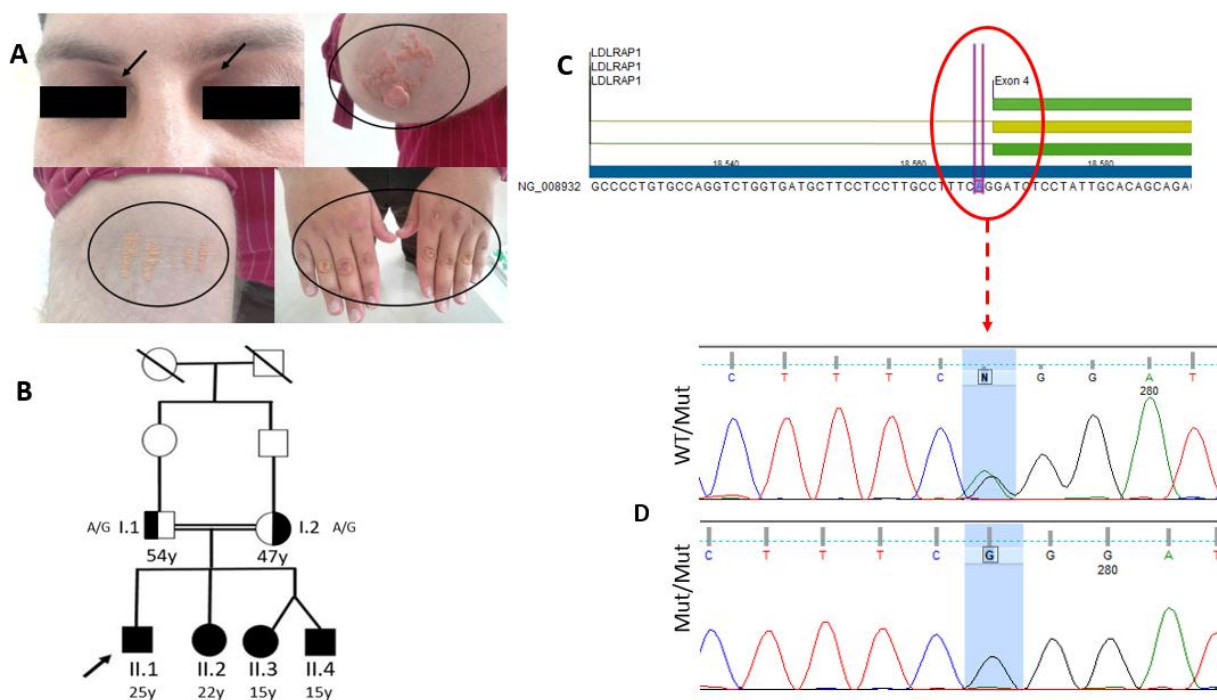 A
B
A/G I.1 I.2 A/G
54y 47y
II.1 II.2 II.3 II.4
25y 22y 15y 15y
C
LDLRAP1
LDLRAP1
LDLRAP1
Exon 4
18,540 18,560 18,580
NG_008932 GCCCCTGTGCCAGGTCTGGTGATGCTTCCTCCTTGCCTTTCAGGATCTCCTATTGCACAGCAGA
D
WT/Mut
C T T T C N G G A T
280
Mut/Mut
C T T T C G G G A T
280